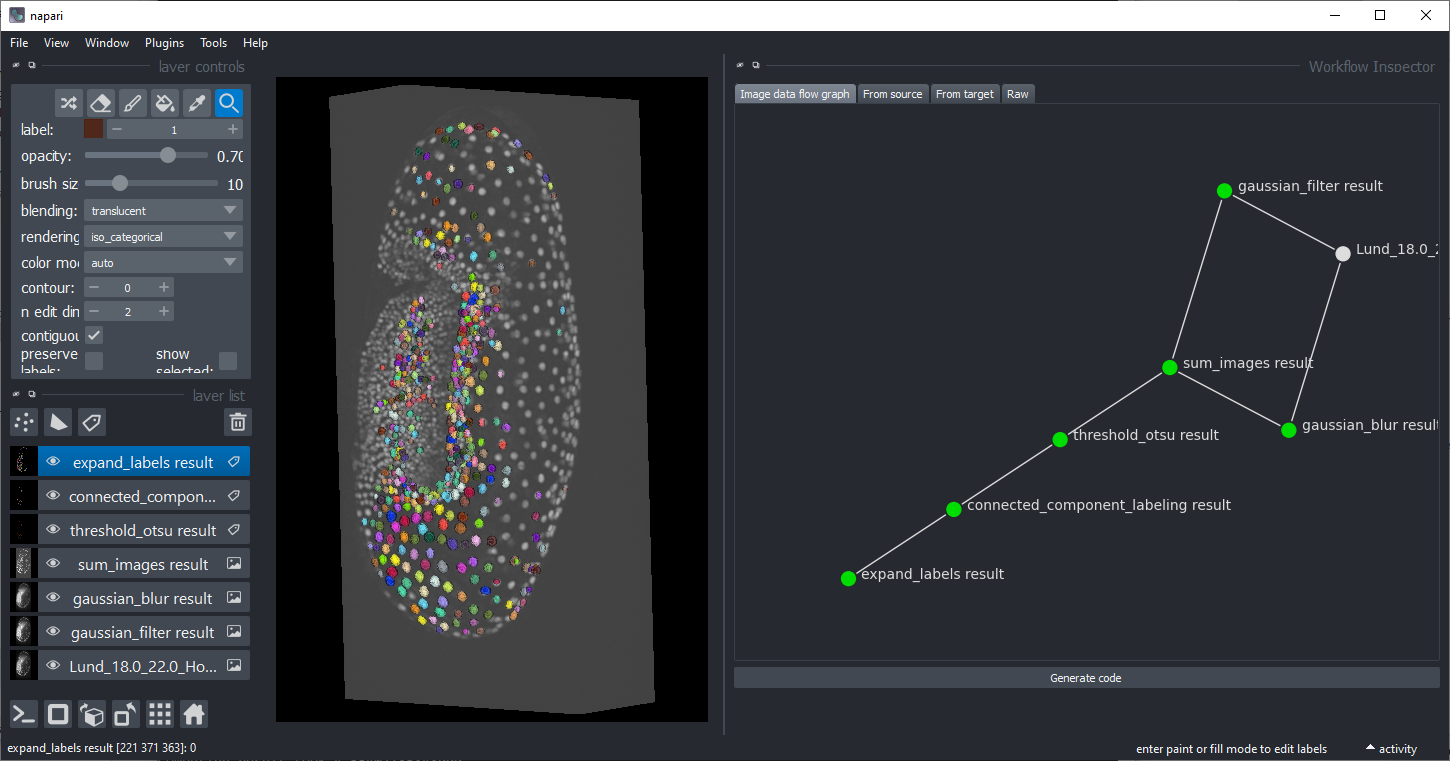 napari
File View Window Plugins Tools Help
layer controls
label: 1
opacity: 0.70
brush siz 10
blending: translucent
rendering iso_categorical
color mo auto
contour: 0
n edit din 2
contiguou
preserve labels:
show selected:
layer list
expand_labels result
connected_compon...
threshold_otsu result
sum_images result
gaussian_blur result
gaussian_filter result
Lund_18.0_22.0_Ho...
expand_labels result [221 371 363]: 0
Workflow Inspector
Image data flow graph From source From target Raw
gaussian_filter result
Lund_18.0_2
sum_images result
gaussian_blur result
threshold_otsu result
connected_component_labeling result
expand_labels result
Generate code
enter paint or fill mode to edit labels
activity